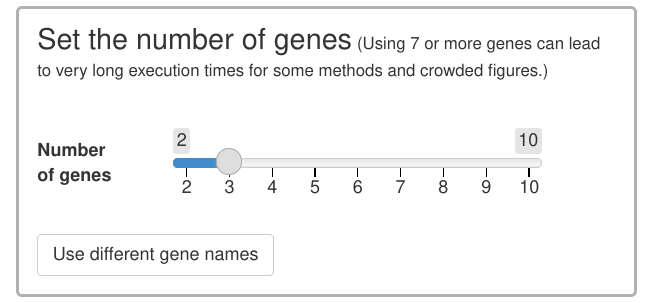 Set the number of genes (Using 7 or more genes can lead
to very long execution times for some methods and crowded figures.)
2 10
Number
of genes
2 3 4 5 6 7 8 9 10
Use different gene names